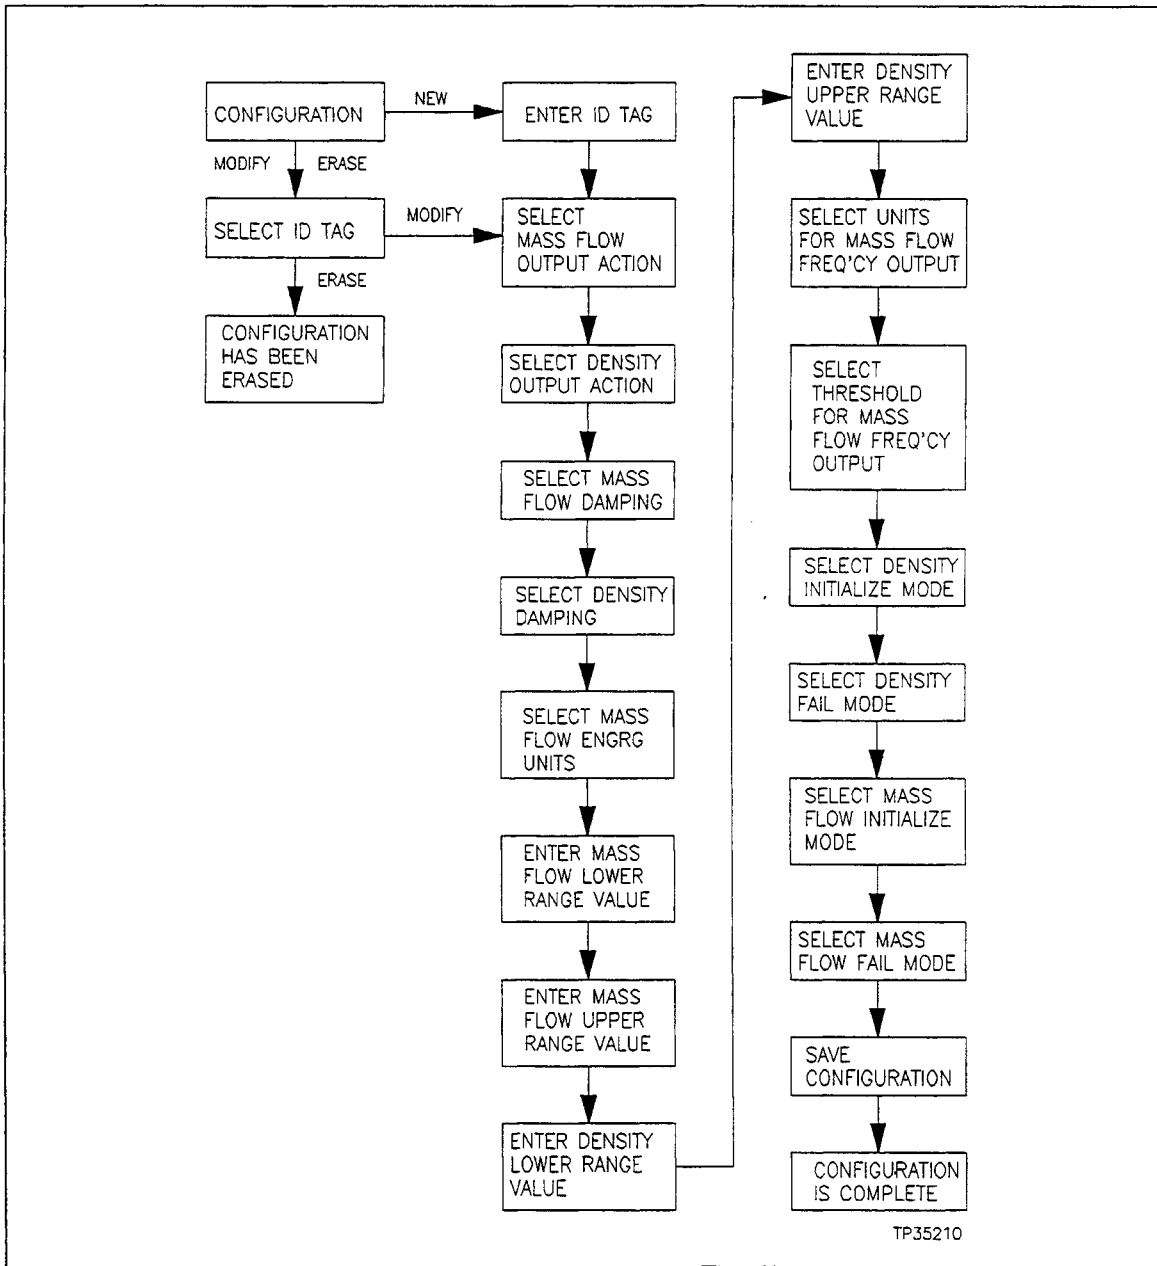 CONFIGURATION
NEW
ENTER ID TAG
MODIFY
ERASE
SELECT ID TAG
MODIFY
SELECT
MASS FLOW
OUTPUT ACTION
ERASE
CONFIGURATION
HAS BEEN
ERASED
SELECT DENSITY
OUTPUT ACTION
SELECT MASS
FLOW DAMPING
SELECT DENSITY
DAMPING
SELECT MASS
FLOW ENGRG
UNITS
ENTER MASS
FLOW LOWER
RANGE VALUE
ENTER MASS
FLOW UPPER
RANGE VALUE
ENTER DENSITY
LOWER RANGE
VALUE
ENTER DENSITY
UPPER RANGE
VALUE
SELECT UNITS
FOR MASS FLOW
FREQ'CY OUTPUT
SELECT
THRESHOLD
FOR MASS
FLOW FREQ'CY
OUTPUT
SELECT DENSITY
INITIALIZE MODE
SELECT DENSITY
FAIL MODE
SELECT MASS
FLOW INITIALIZE
MODE
SELECT MASS
FLOW FAIL MODE
SAVE
CONFIGURATION
CONFIGURATION
IS COMPLETE
TP35210